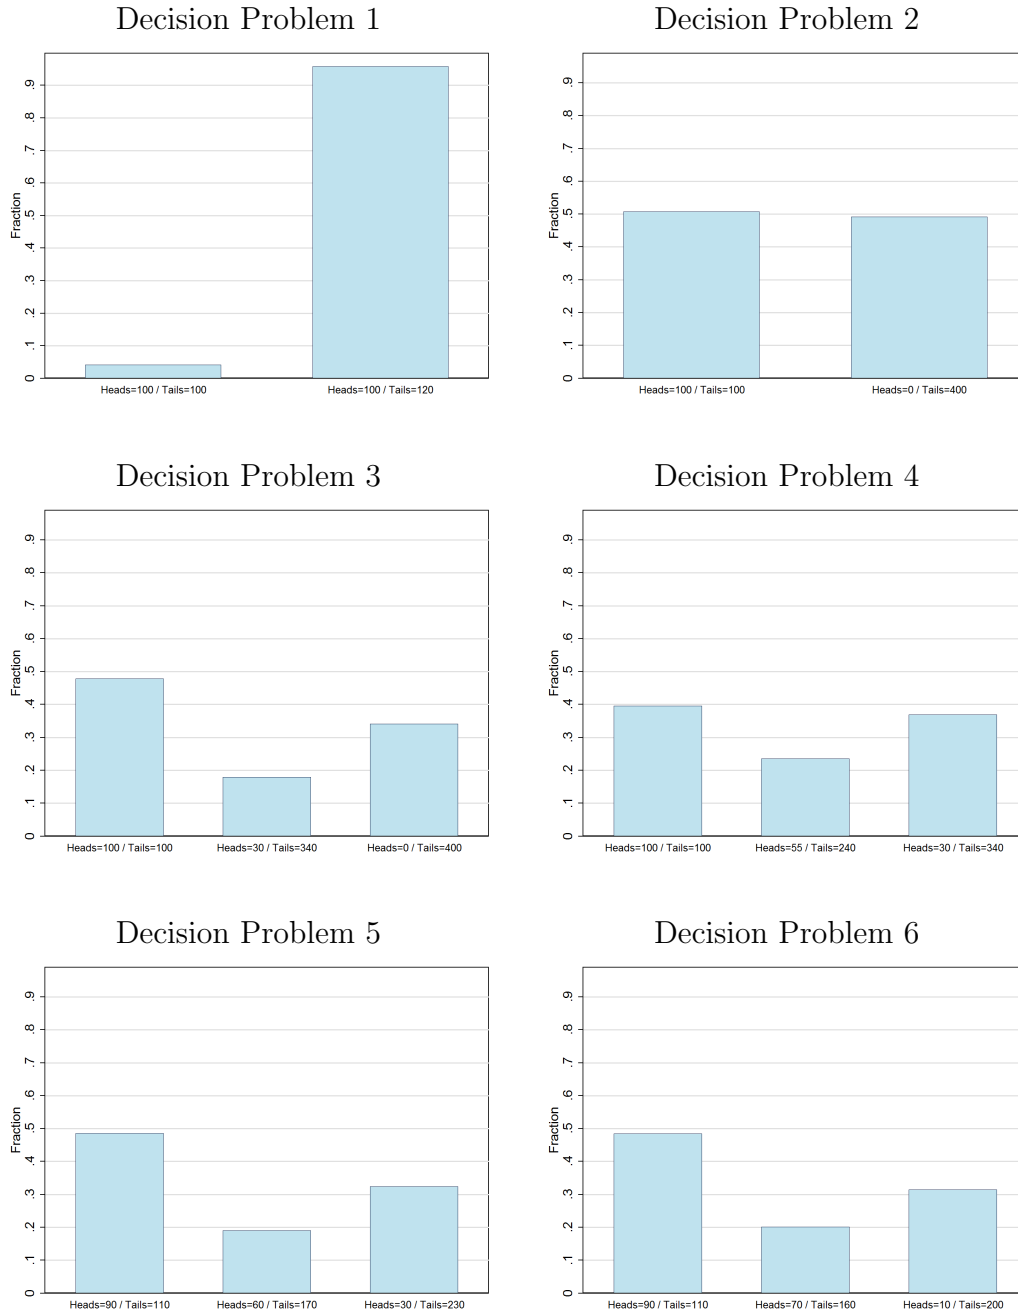 Decision Problem 1
Fraction
0 .1 .2 .3 .4 .5 .6 .7 .8 .9
Heads=100 / Tails=100 Heads=100 / Tails=120
Decision Problem 2
Fraction
0 .1 .2 .3 .4 .5 .6 .7 .8 .9
Heads=100 / Tails=100 Heads=0 / Tails=400
Decision Problem 3
Fraction
0 .1 .2 .3 .4 .5 .6 .7 .8 .9
Heads=100 / Tails=100 Heads=30 / Tails=340 Heads=0 / Tails=400
Decision Problem 4
Fraction
0 .1 .2 .3 .4 .5 .6 .7 .8 .9
Heads=100 / Tails=100 Heads=55 / Tails=240 Heads=30 / Tails=340
Decision Problem 5
Fraction
0 .1 .2 .3 .4 .5 .6 .7 .8 .9
Heads=90 / Tails=110 Heads=60 / Tails=170 Heads=30 / Tails=230
Decision Problem 6
Fraction
0 .1 .2 .3 .4 .5 .6 .7 .8 .9
Heads=90 / Tails=110 Heads=70 / Tails=160 Heads=10 / Tails=200